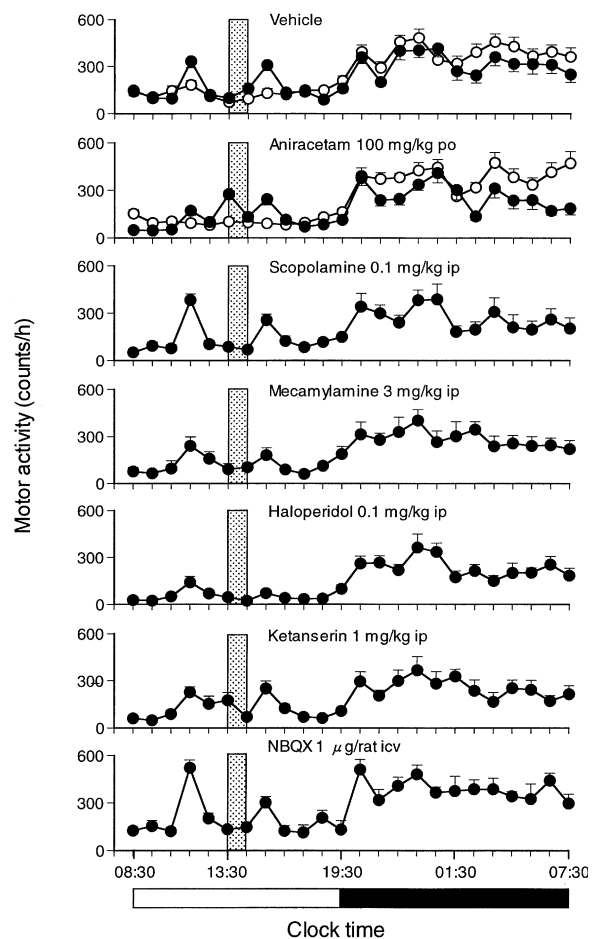 Vehicle
600
300
0
Aniracetam 100 mg/kg po
600
300
0
Scopolamine 0.1 mg/kg ip
600
300
0
Mecamylamine 3 mg/kg ip
600
300
0
Haloperidol 0.1 mg/kg ip
600
300
0
Ketanserin 1 mg/kg ip
600
300
0
NBQX 1 μg/rat icv
600
300
0
Motor activity (counts/h)
08:30 13:30 19:30 01:30 07:30
Clock time